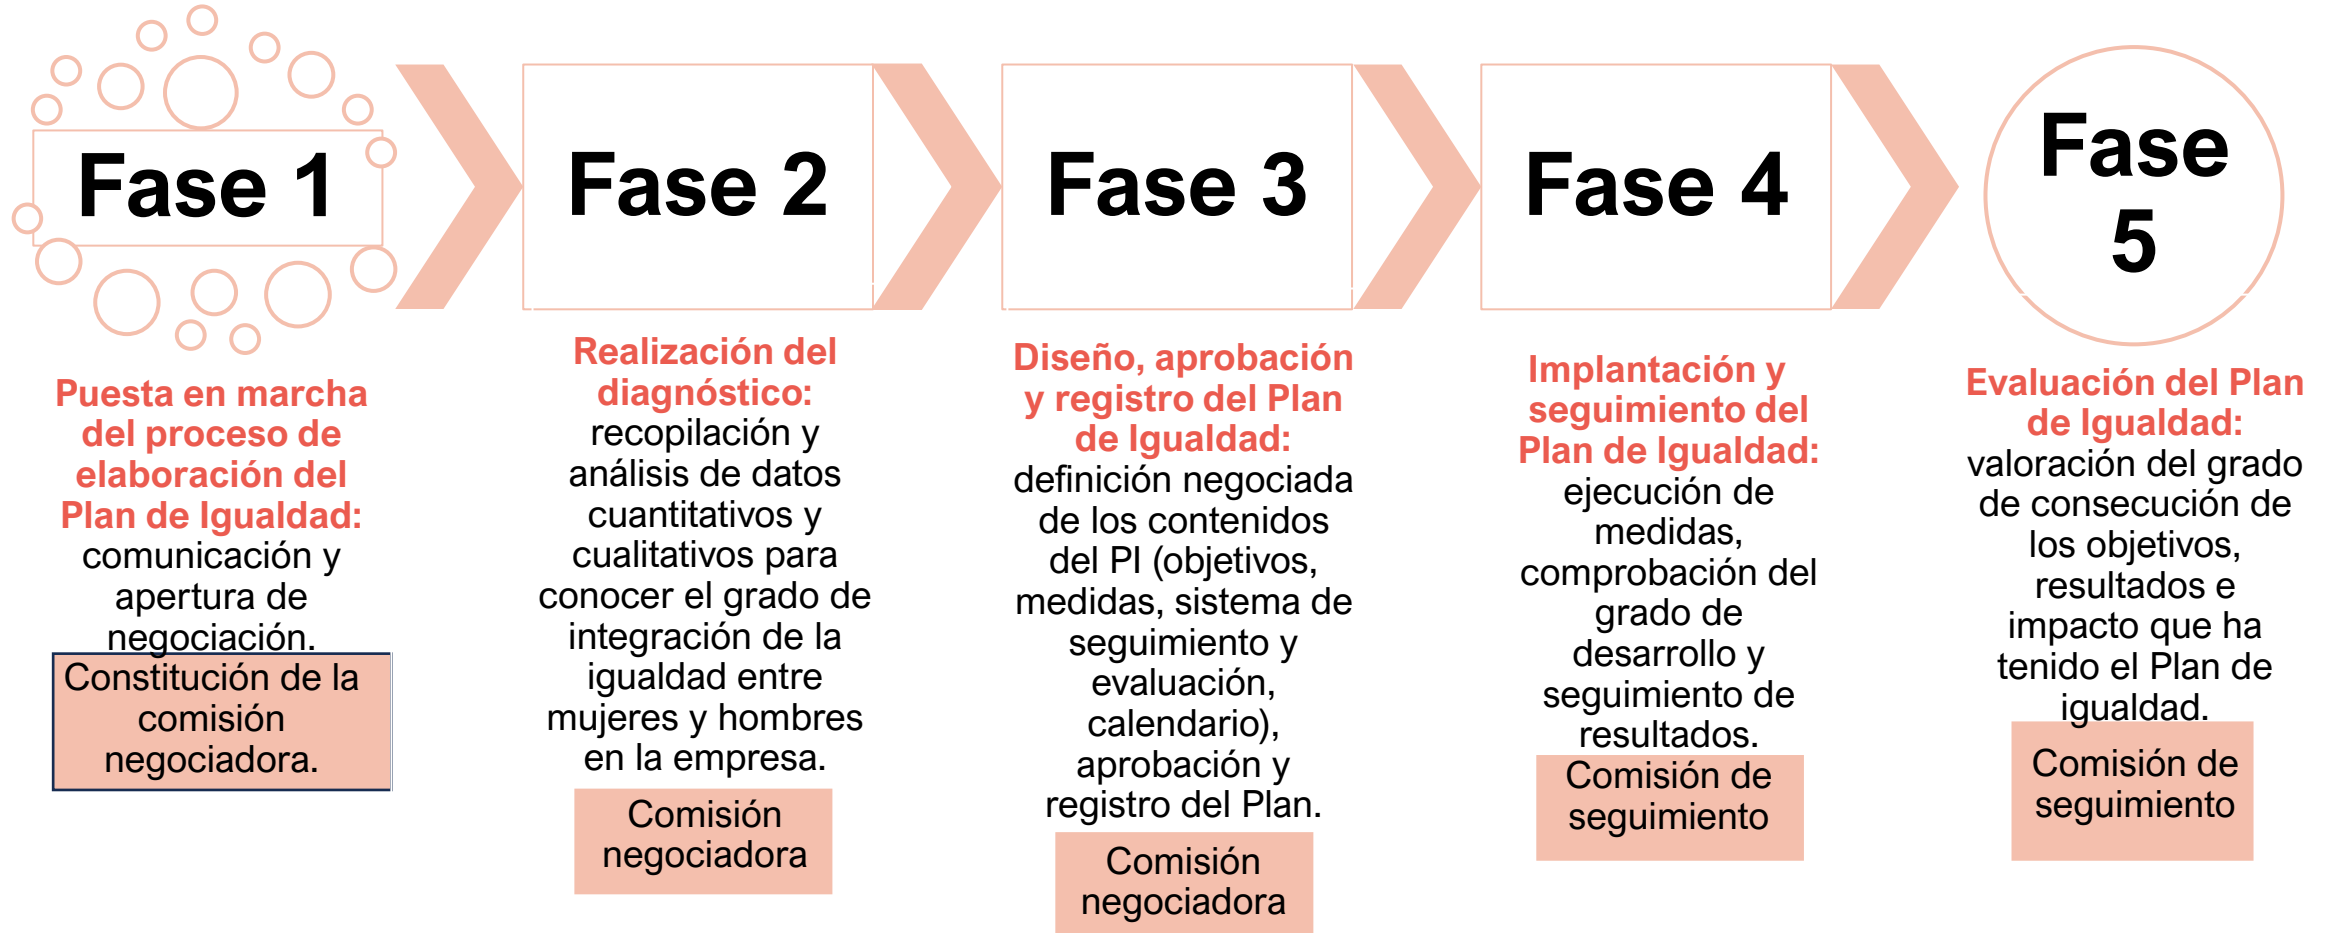 Fase 1
Puesta en marcha
del proceso de
elaboración del
Plan de Igualdad:
comunicación y
apertura de
negociación.
Constitución de la
comisión
negociadora.
Fase 2
Realización del
diagnóstico:
recopilación y
análisis de datos
cuantitativos y
cualitativos para
conocer el grado de
integración de la
igualdad entre
mujeres y hombres
en la empresa.
Comisión
negociadora
Fase 3
Diseño, aprobación
y registro del Plan
de Igualdad:
definición negociada
de los contenidos
del PI (objetivos,
medidas, sistema de
seguimiento y
evaluación,
calendario),
aprobación y
registro del Plan.
Comisión
negociadora
Fase 4
Implantación y
seguimiento del
Plan de Igualdad:
ejecución de
medidas,
comprobación del
grado de
desarrollo y
seguimiento de
resultados.
Comisión de
seguimiento
Fase
5
Evaluación del Plan
de Igualdad:
valoración del grado
de consecución de
los objetivos,
resultados e
impacto que ha
tenido el Plan de
igualdad.
Comisión de
seguimiento